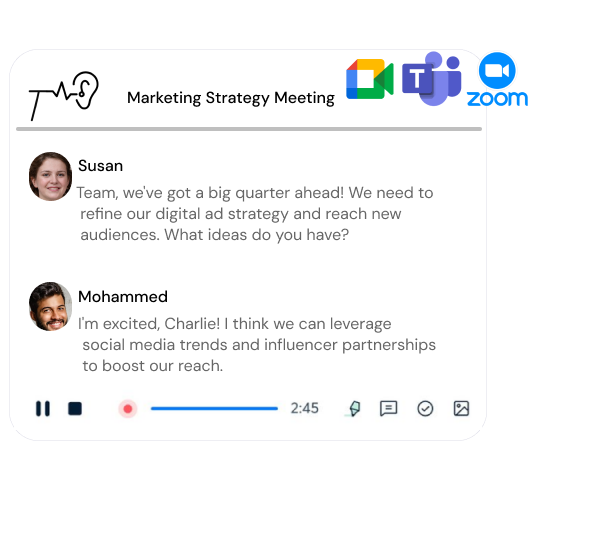 Marketing Strategy Meeting
T
zoom
Susan
Team, we've got a big quarter ahead! We need to
refine our digital ad strategy and reach new
audiences. What ideas do you have?
Mohammed
I'm excited, Charlie! I think we can leverage
social media trends and influencer partnerships
to boost our reach.
2:45